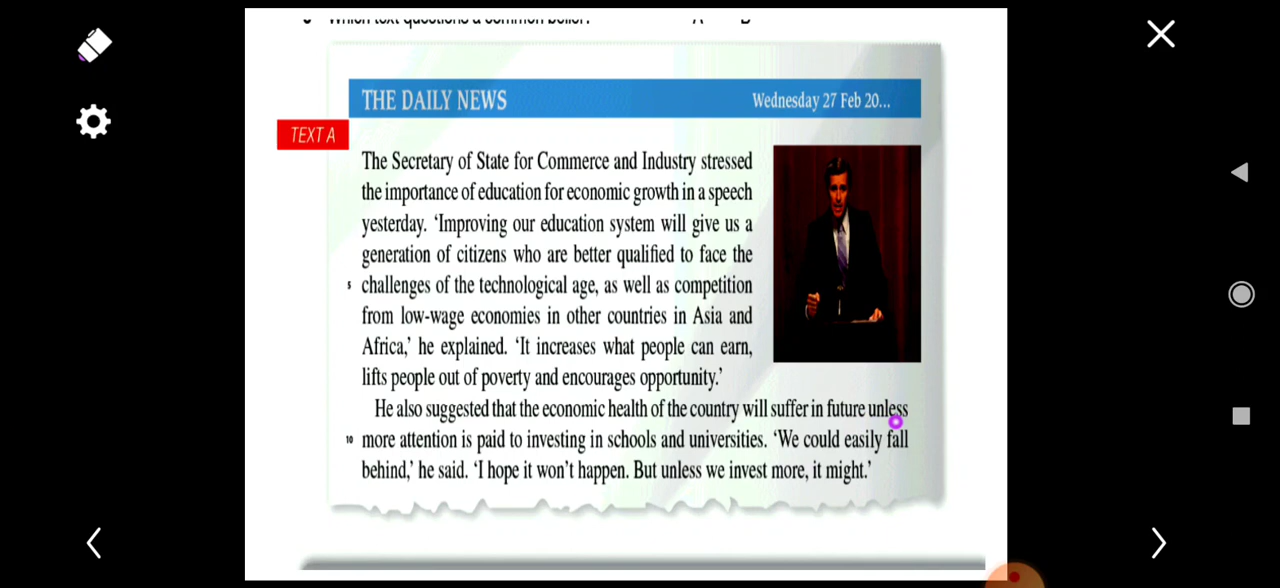 Which text questions a common belief? A B
THE DAILY NEWS
Wednesday 27 Feb 20...
TEXT A
The Secretary of State for Commerce and Industry stressed
the importance of education for economic growth in a speech
yesterday. ‘Improving our education system will give us a
generation of citizens who are better qualified to face the
5 challenges of the technological age, as well as competition
from low-wage economies in other countries in Asia and
Africa,’ he explained. ‘It increases what people can earn,
lifts people out of poverty and encourages opportunity.’
He also suggested that the economic health of the country will suffer in future unless
10 more attention is paid to investing in schools and universities. ‘We could easily fall
behind,’ he said. ‘I hope it won’t happen. But unless we invest more, it might.’